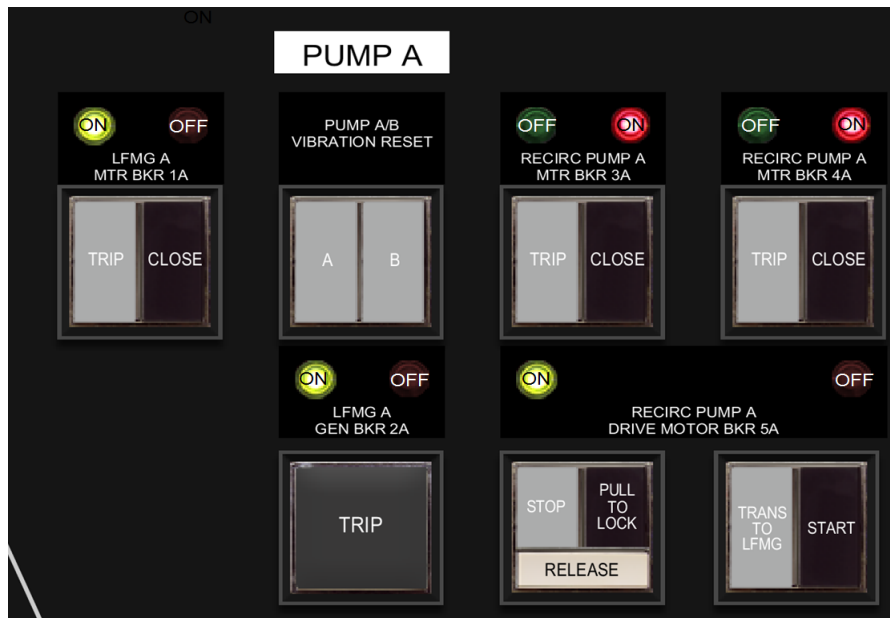 ON
PUMP A
ON OFF
LFMG A
MTR BKR 1A
TRIP CLOSE
PUMP A/B
VIBRATION RESET
A B
OFF ON
RECIRC PUMP A
MTR BKR 3A
TRIP CLOSE
OFF ON
RECIRC PUMP A
MTR BKR 4A
TRIP CLOSE
ON OFF
LFMG A
GEN BKR 2A
TRIP
ON OFF
RECIRC PUMP A
DRIVE MOTOR BKR 5A
STOP
PULL
TO
LOCK
RELEASE
TRANS
TO
LFMG
START